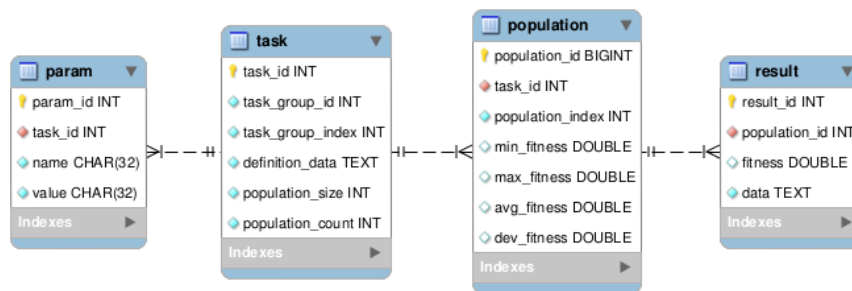 param
param_id INT
task_id INT
name CHAR(32)
value CHAR(32)
Indexes
task
task_id INT
task_group_id INT
task_group_index INT
definition_data TEXT
population_size INT
population_count INT
Indexes
population
population_id BIGINT
task_id INT
population_index INT
min_fitness DOUBLE
max_fitness DOUBLE
avg_fitness DOUBLE
dev_fitness DOUBLE
Indexes
result
result_id INT
population_id INT
fitness DOUBLE
data TEXT
Indexes